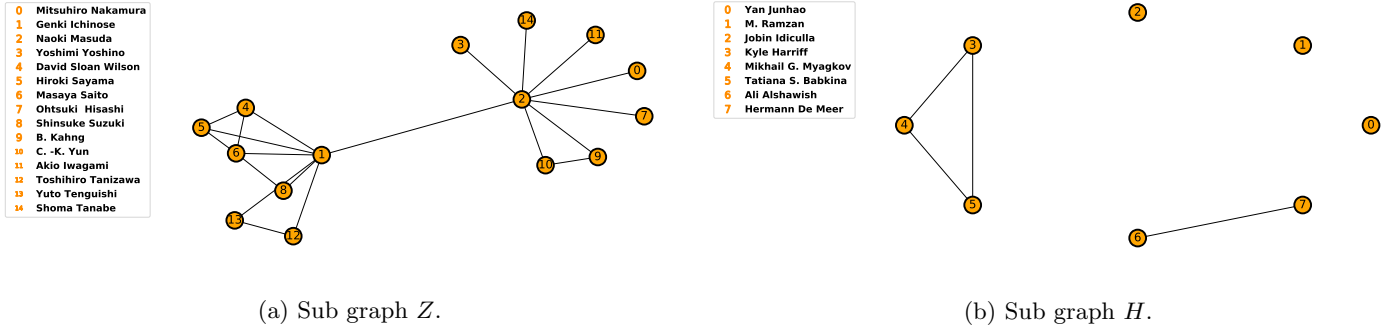 0 Mitsuhiro Nakamura
1 Genki Ichinose
2 Naoki Masuda
3 Yoshimi Yoshino
4 David Sloan Wilson
5 Hiroki Sayama
6 Masaya Saito
7 Ohtsuki  Hisashi
8 Shinsuke Suzuki
9 B. Kahng
10 C. -K. Yun
11 Akio Iwagami
12 Toshihiro Tanizawa
13 Yuto Tenguishi
14 Shoma Tanabe
14
3
11
0
2
7
4
5
6
1
10
9
8
13
12
(a) Sub graph Z.
0 Yan Junhao
1 M. Ramzan
2 Jobin Idiculla
3 Kyle Harriff
4 Mikhail G. Myagkov
5 Tatiana S. Babkina
6 Ali Alshawish
7 Hermann De Meer
2
3
1
4
0
5
7
6
(b) Sub graph H.